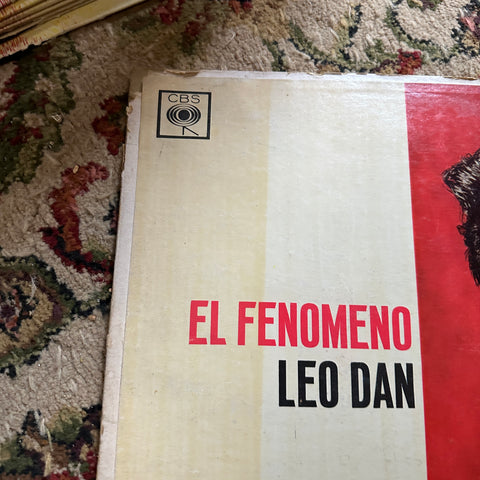 CBS
EL FENOMENO
LEO DAN